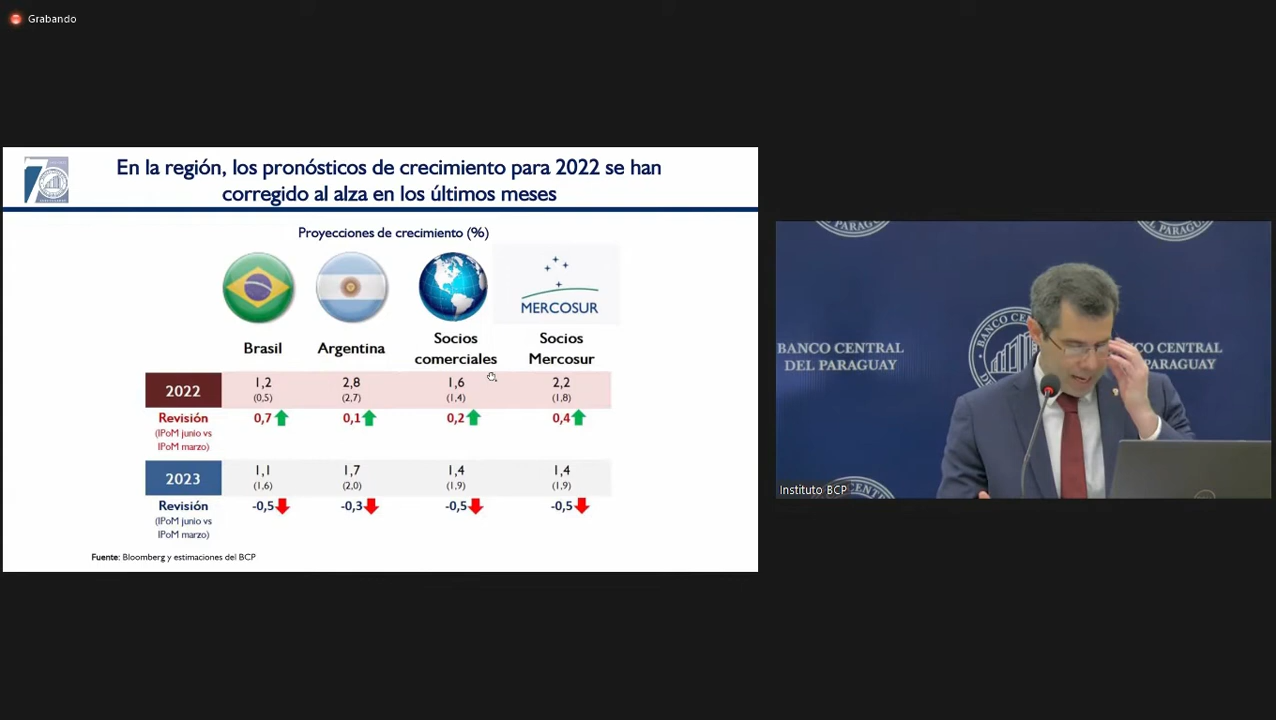 Grabando
70
En la región, los pronósticos de crecimiento para 2022 se han
corregido al alza en los últimos meses
Proyecciones de crecimiento (%)
MERCOSUR
Brasil
Argentina
Socios
comerciales
Socios
Mercosur
2022
1,2
2,8
1,6
2,2
(0,5)
(2,7)
(1,4)
(1,8)
Revisión
0,7
0,1
0,2
0,4
(IPoM junio vs
IPoM marzo)
2023
1,1
1,7
1,4
1,4
(1,6)
(2,0)
(1,9)
(1,9)
Revisión
-0,5
-0,3
-0,5
-0,5
(IPoM junio vs
IPoM marzo)
Fuente: Bloomberg y estimaciones del BCP
PARAGUAY
DEL PARAGUAY
BANCO CENTRAL
DEL PARAGUAY
BANCO CE
CENTRAL
RAGUAY
Instituto BCP